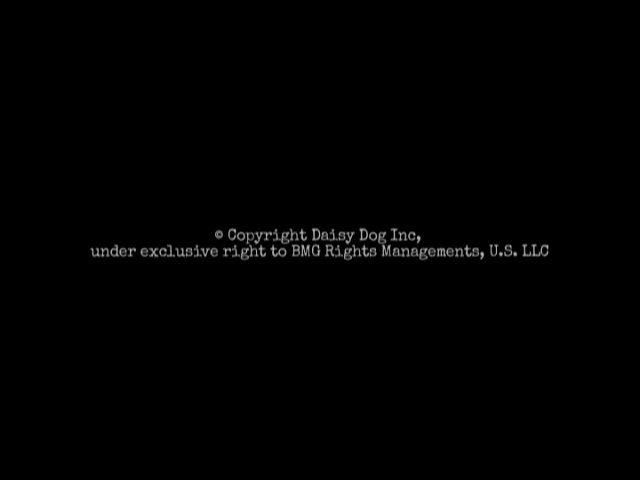 © Copyright Daisy Dog Inc,
under exclusive right to BMG Rights Managements, U.S. LLC